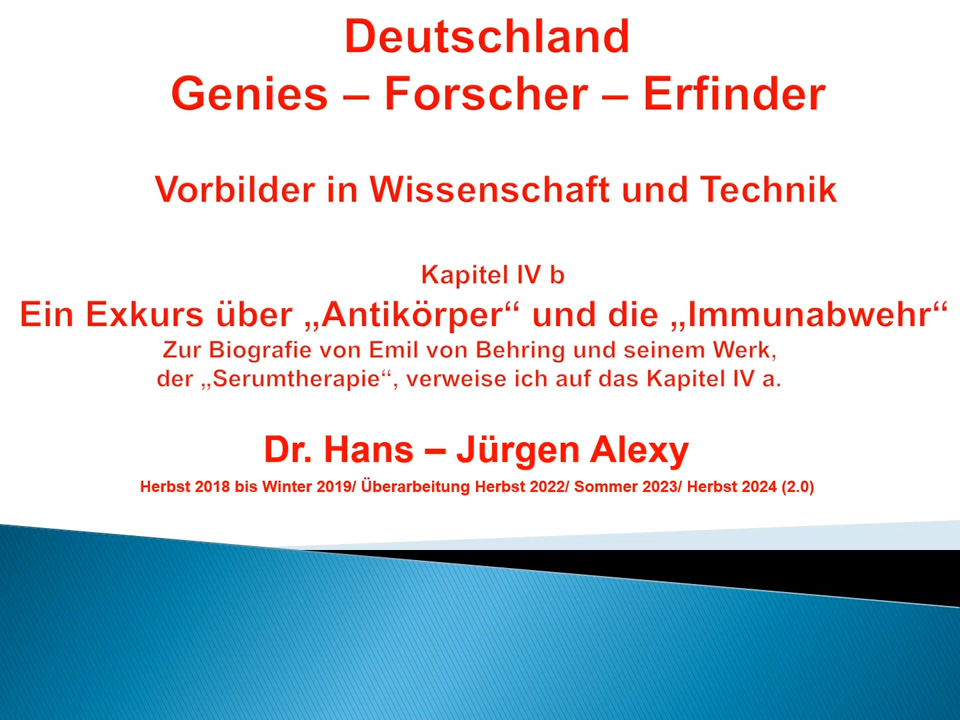 Deutschland
Genies – Forscher – Erfinder
Vorbilder in Wissenschaft und Technik
Kapitel IV b
Ein Exkurs über „Antikörper“ und die „Immunabwehr“
Zur Biografie von Emil von Behring und seinem Werk,
der „Serumtherapie“, verweise ich auf das Kapitel IV a.
Dr. Hans – Jürgen Alexy
Herbst 2018 bis Winter 2019/ Überarbeitung Herbst 2022/ Sommer 2023/ Herbst 2024 (2.0)